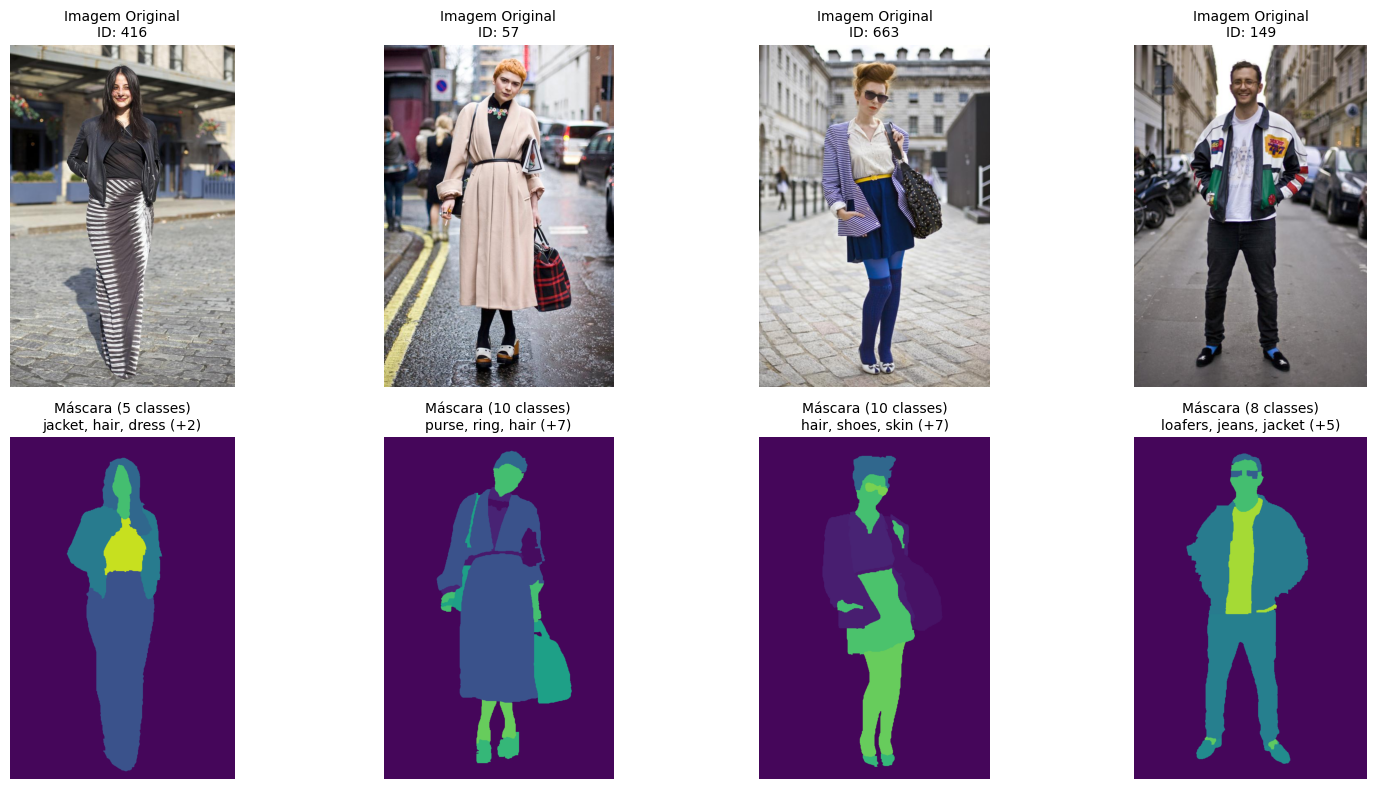 Imagem Original
ID: 416
Imagem Original
ID: 57
Imagem Original
ID: 663
Imagem Original
ID: 149
Máscara (5 classes)
jacket, hair, dress (+2)
Máscara (10 classes)
purse, ring, hair (+7)
Máscara (10 classes)
hair, shoes, skin (+7)
Máscara (8 classes)
loafers, jeans, jacket (+5)